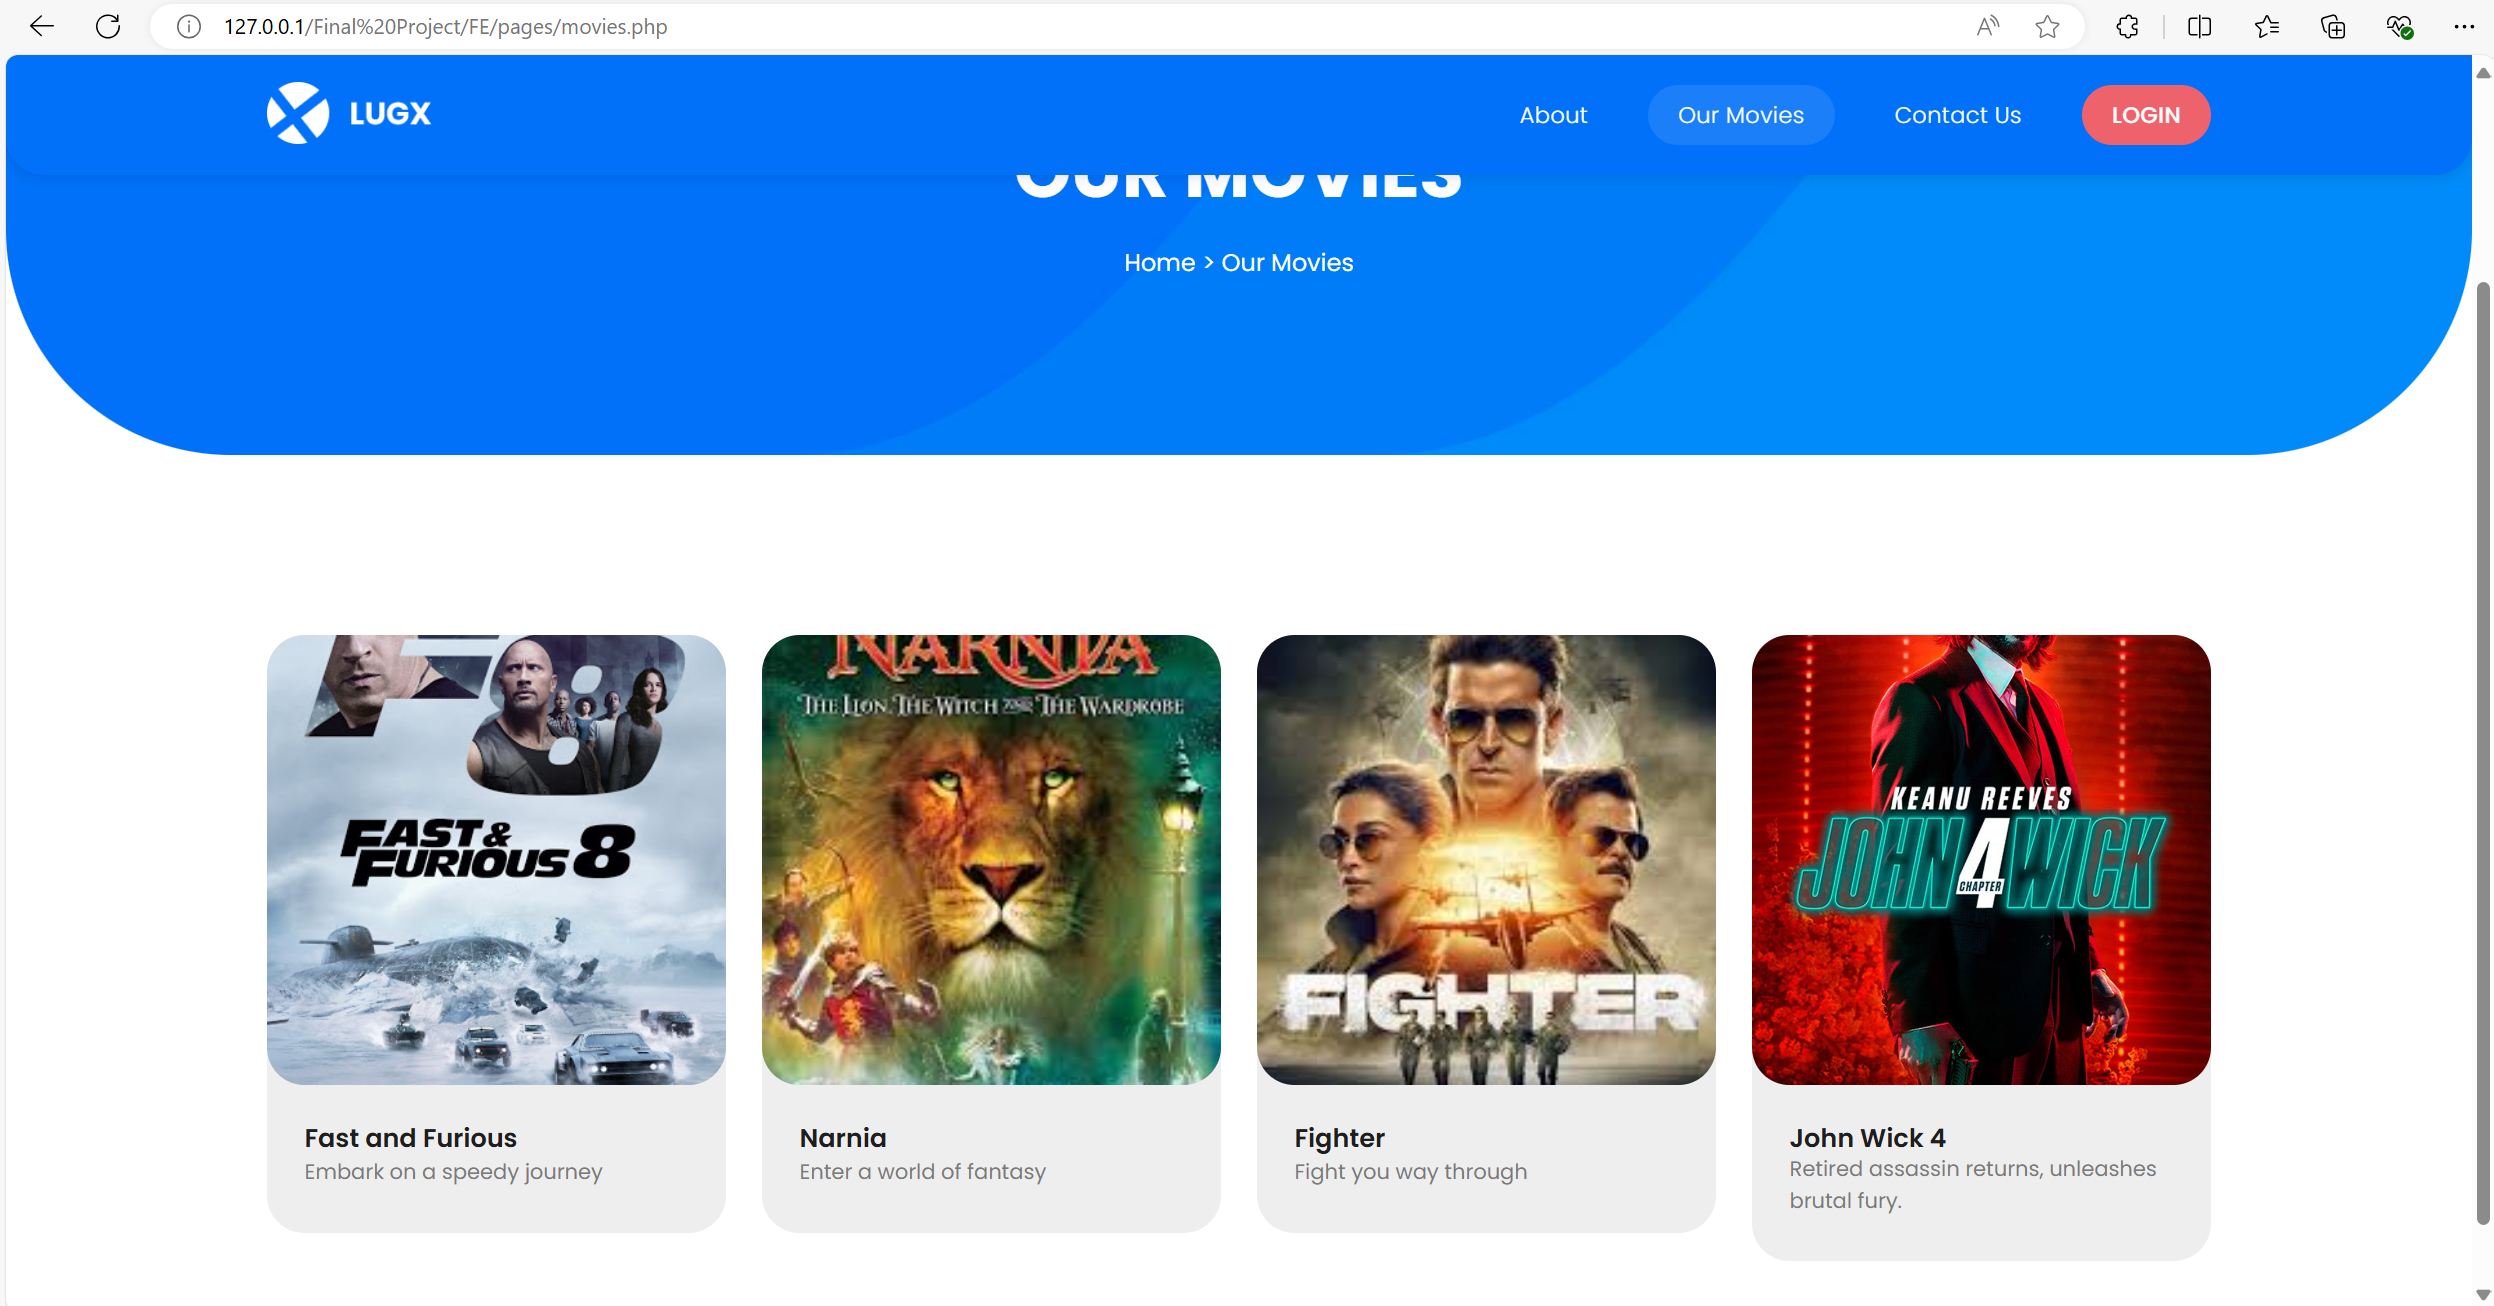 127.0.0.1/Final%20Project/FE/pages/movies.php
LUGX
About
Our Movies
Contact Us
LOGIN
OUR MOVIES
Home > Our Movies
F8
FAST & FURIOUS 8
NARNIA
THE LION, THE WITCH AND THE WARDROBE
FIGHTER
KEANU REEVES
JOHN WICK
CHAPTER 4
Fast and Furious
Embark on a speedy journey
Narnia
Enter a world of fantasy
Fighter
Fight you way through
John Wick 4
Retired assassin returns, unleashes
brutal fury.